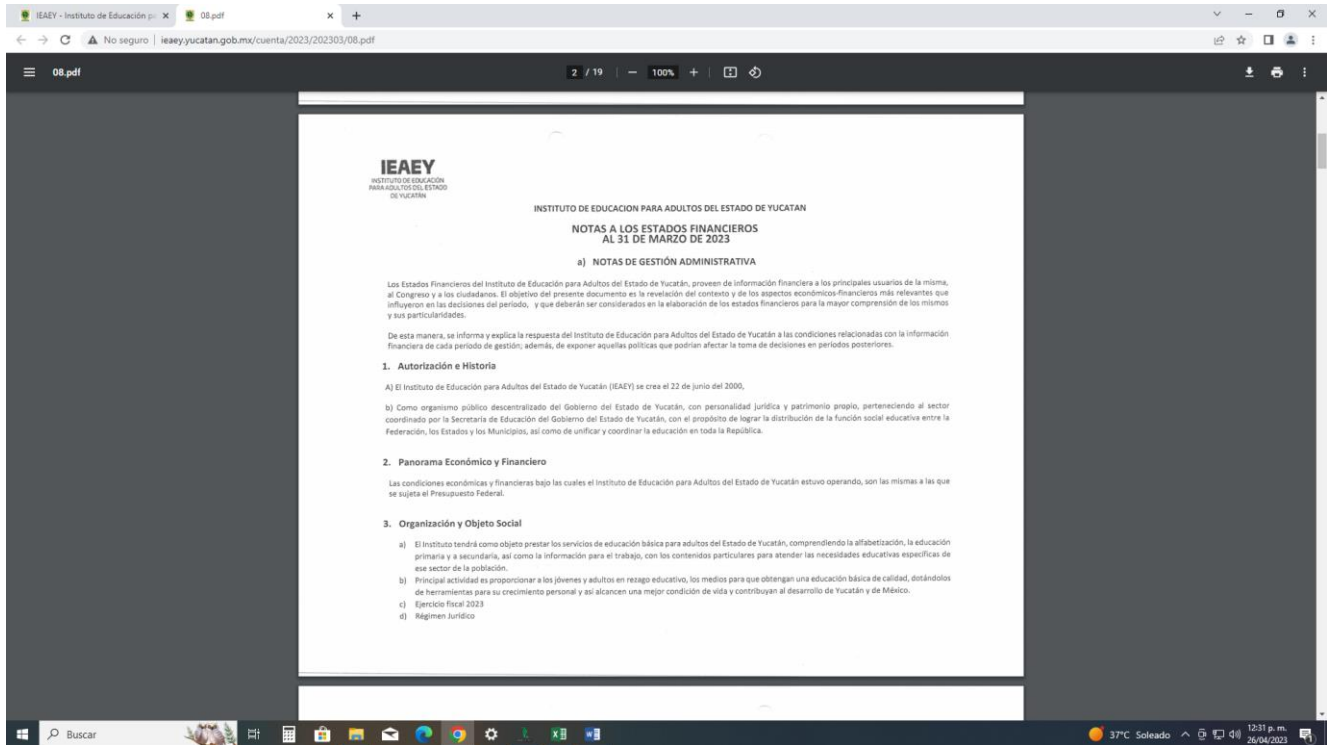 IEAEY - Instituto de Educación p
08.pdf
No seguro
ieaey.yucatan.gob.mx/cuenta/2023/202303/08.pdf
08.pdf
2 / 19
100%
IEAEY
INSTITUTO DE EDUCACIÓN
PARA ADULTOS DEL ESTADO
DE YUCATÁN
INSTITUTO DE EDUCACION PARA ADULTOS DEL ESTADO DE YUCATAN
NOTAS A LOS ESTADOS FINANCIEROS
AL 31 DE MARZO DE 2023
a) NOTAS DE GESTIÓN ADMINISTRATIVA
Los Estados Financieros del Instituto de Educación para Adultos del Estado de Yucatán, proveen de información financiera a los principales usuarios de la misma,
al Congreso y a los ciudadanos. El objetivo del presente documento es la revelación del contexto y de los aspectos económicos-financieros más relevantes que
influyeron en las decisiones del período, y que deberán ser considerados en la elaboración de los estados financieros para la mayor comprensión de los mismos
y sus particularidades.
De esta manera, se informa y explica la respuesta del Instituto de Educación para Adultos del Estado de Yucatán a las condiciones relacionadas con la información
financiera de cada período de gestión; además, de exponer aquellas políticas que podrían afectar la toma de decisiones en períodos posteriores.
1. Autorización e Historia
A) El Instituto de Educación para Adultos del Estado de Yucatán (IEAEY) se crea el 22 de junio del 2000,
b) Como organismo público descentralizado del Gobierno del Estado de Yucatán, con personalidad jurídica y patrimonio propio, perteneciendo al sector
coordinado por la Secretaría de Educación del Gobierno del Estado de Yucatán, con el propósito de lograr la distribución de la función social educativa entre la
Federación, los Estados y los Municipios, así como de unificar y coordinar la educación en toda la República.
2. Panorama Económico y Financiero
Las condiciones económicas y financieras bajo las cuales el Instituto de Educación para Adultos del Estado de Yucatán estuvo operando, son las mismas a las que
se sujeta el Presupuesto Federal.
3. Organización y Objeto Social
a) El Instituto tendrá como objeto prestar los servicios de educación básica para adultos del Estado de Yucatán, comprendiendo la alfabetización, la educación
primaria y a secundaria, así como la información para el trabajo, con los contenidos particulares para atender las necesidades educativas específicas de
ese sector de la población.
b) Principal actividad es proporcionar a los jóvenes y adultos en rezago educativo, los medios para que obtengan una educación básica de calidad, dotándolos
de herramientas para su crecimiento personal y así alcancen una mejor condición de vida y contribuyan al desarrollo de Yucatán y de México.
c) Ejercicio fiscal 2023
d) Régimen Jurídico
Buscar
37°C Soleado
12:31 p. m.
26/04/2023